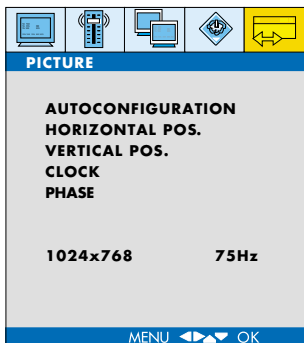 PICTURE
AUTOCONFIGURATION
HORIZONTAL POS.
VERTICAL POS.
CLOCK
PHASE
1024x768 75Hz
MENU OK